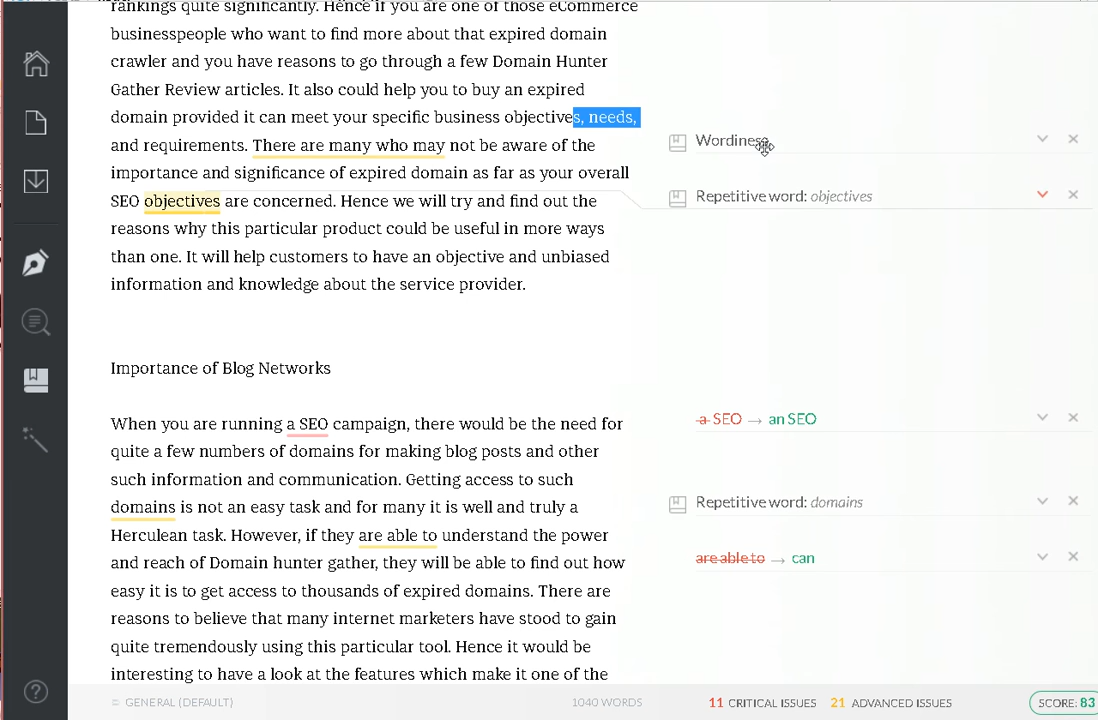 rankings quite significantly. Hence if you are one of those eCommerce
businesspeople who want to find more about that expired domain
crawler and you have reasons to go through a few Domain Hunter
Gather Review articles. It also could help you to buy an expired
domain provided it can meet your specific business objectives, needs,
and requirements. There are many who may not be aware of the
importance and significance of expired domain as far as your overall
SEO objectives are concerned. Hence we will try and find out the
reasons why this particular product could be useful in more ways
than one. It will help customers to have an objective and unbiased
information and knowledge about the service provider.
Importance of Blog Networks
When you are running a SEO campaign, there would be the need for
quite a few numbers of domains for making blog posts and other
such information and communication. Getting access to such
domains is not an easy task and for many it is well and truly a
Herculean task. However, if they are able to understand the power
and reach of Domain hunter gather, they will be able to find out how
easy it is to get access to thousands of expired domains. There are
reasons to believe that many internet marketers have stood to gain
quite tremendously using this particular tool. Hence it would be
interesting to have a look at the features which make it one of the
Wordiness
Repetitive word: objectives
a SEO → an SEO
Repetitive word: domains
are able to → can
GENERAL (DEFAULT)
1040 WORDS
11 CRITICAL ISSUES
21 ADVANCED ISSUES
SCORE: 83